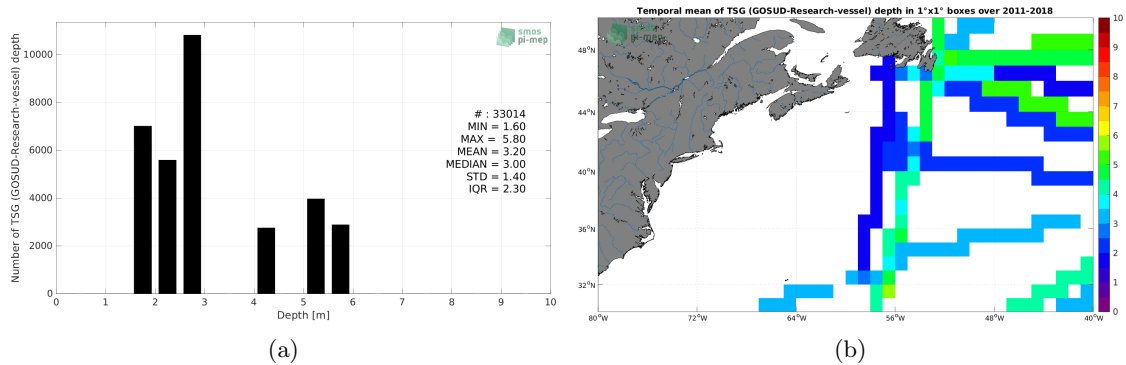 Number of TSG (GOSUD-Research-vessel) depth
10000
8000
6000
4000
2000
0
smos
pi-mep
# : 33014
MIN = 1.60
MAX = 5.80
MEAN = 3.20
MEDIAN = 3.00
STD = 1.40
IQR = 2.30
0 1 2 3 4 5 6 7 8 9 10
Depth [m]
(a)
Temporal mean of TSG (GOSUD-Research-vessel) depth in 1°x1° boxes over 2011-2018
smos
pi-mep
48°N
44°N
40°N
36°N
32°N
80°W 72°W 64°W 56°W 48°W 40°W
10
9
8
7
6
5
4
3
2
1
0
(b)